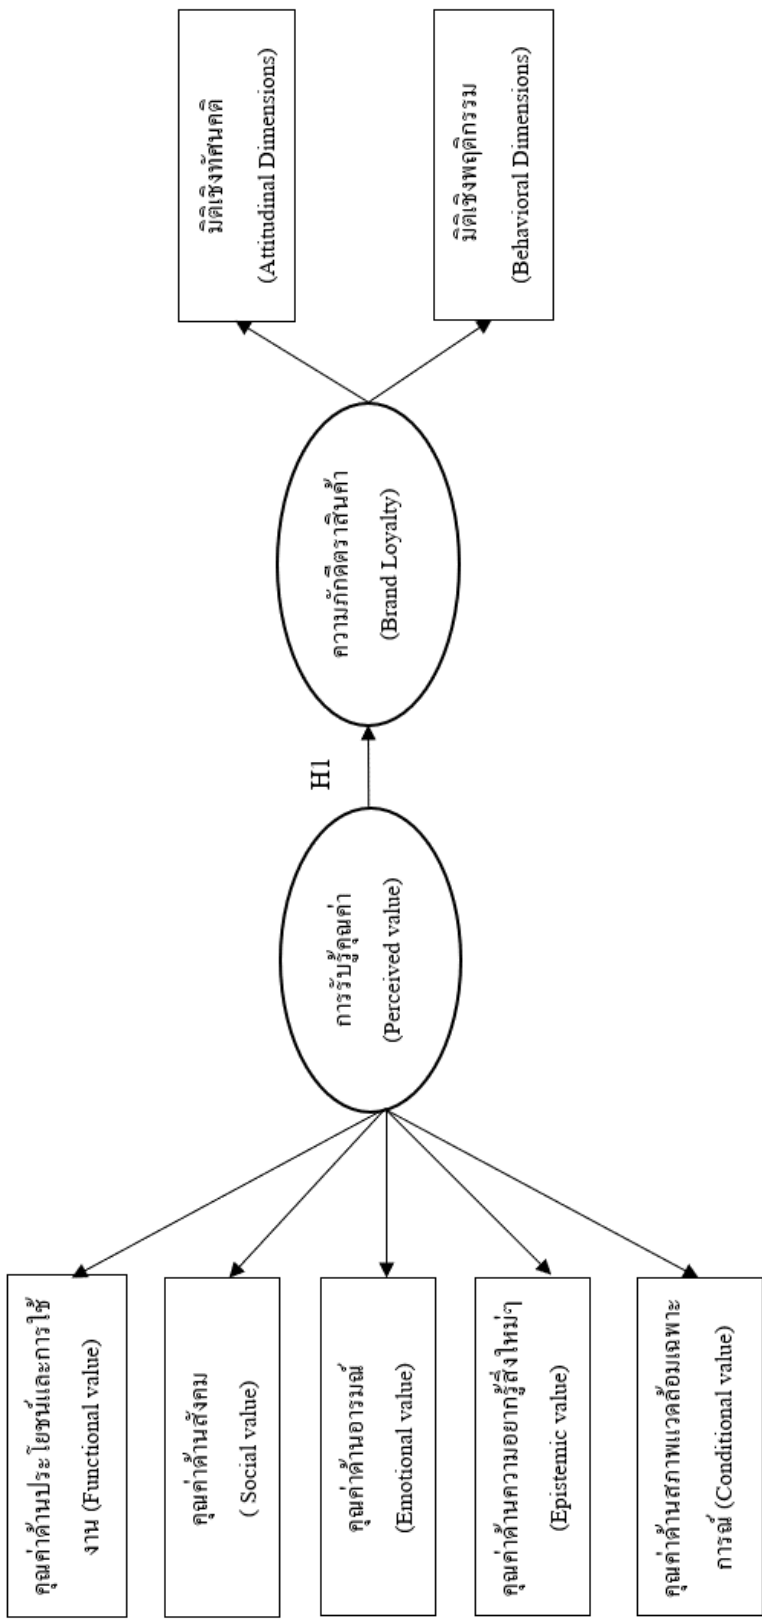 คุณค่าด้านประโยชน์และการใช้
งาน (Functional value)
คุณค่าด้านสังคม
( Social value)
คุณค่าด้านอารมณ์
(Emotional value)
คุณค่าด้านความอยากรู้สิ่งใหม่ๆ
(Epistemic value)
คุณค่าด้านสภาพแวดล้อมเฉพาะ
การณ์ (Conditional value)
การรับรู้คุณค่า
(Perceived value)
H1
ความภักดีตราสินค้า
(Brand Loyalty)
มิติเชิงทัศนคติ
(Attitudinal Dimensions)
มิติเชิงพฤติกรรม
(Behavioral Dimensions)